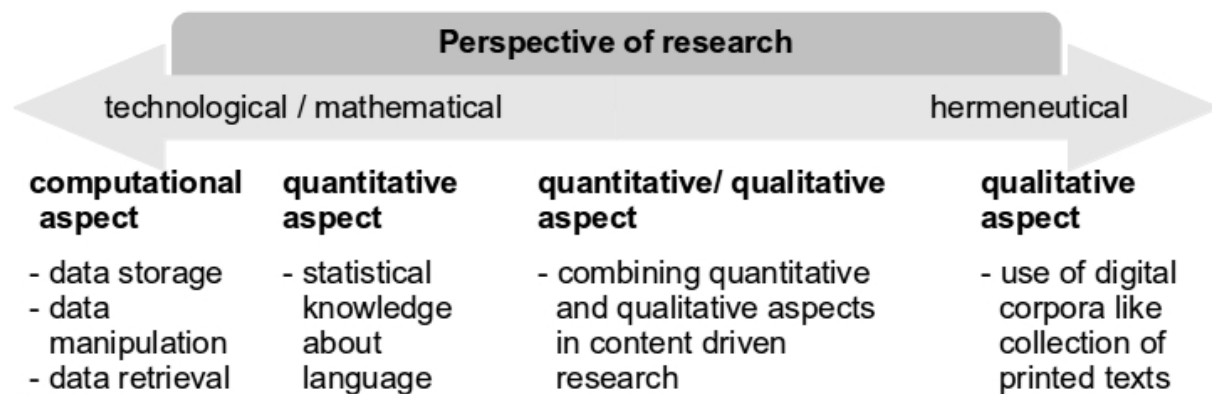 Perspective of research
technological / mathematical
hermeneutical
computational
aspect
- data storage
- data
manipulation
- data retrieval
quantitative
aspect
- statistical
knowledge
about
language
quantitative/ qualitative
aspect
- combining quantitative
and qualitative aspects
in content driven
research
qualitative
aspect
- use of digital
corpora like
collection of
printed texts